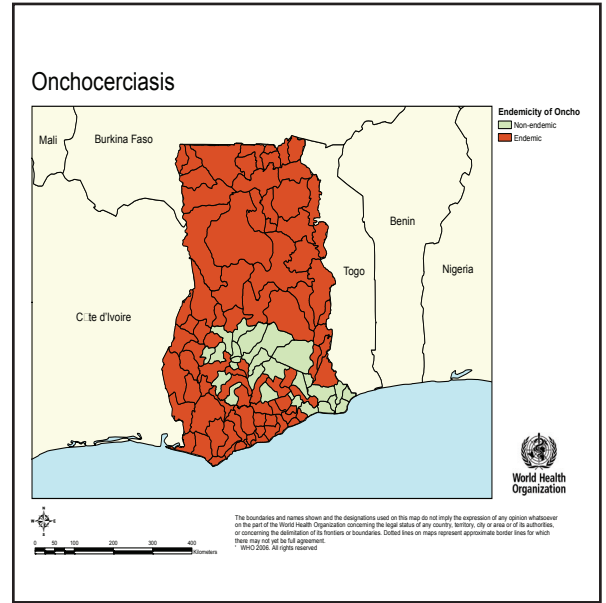 Onchocerciasis
Endemicity of Oncho
Non-endemic
Endemic
Mali
Burkina Faso
Benin
Togo
Nigeria
C□te d'Ivoire
World Health
Organization
N
W E
S
0 50 100 200 300 400
Kilometers
The boundaries and names shown and the designations used on this map do not imply the expression of any opinion whatsoever
on the part of the World Health Organization concerning the legal status of any country, territory, city or area or of its authorities,
or concerning the delimitation of its frontiers or boundaries. Dotted lines on maps represent approximate border lines for which
there may not yet be full agreement.
' WHO 2006. All rights reserved